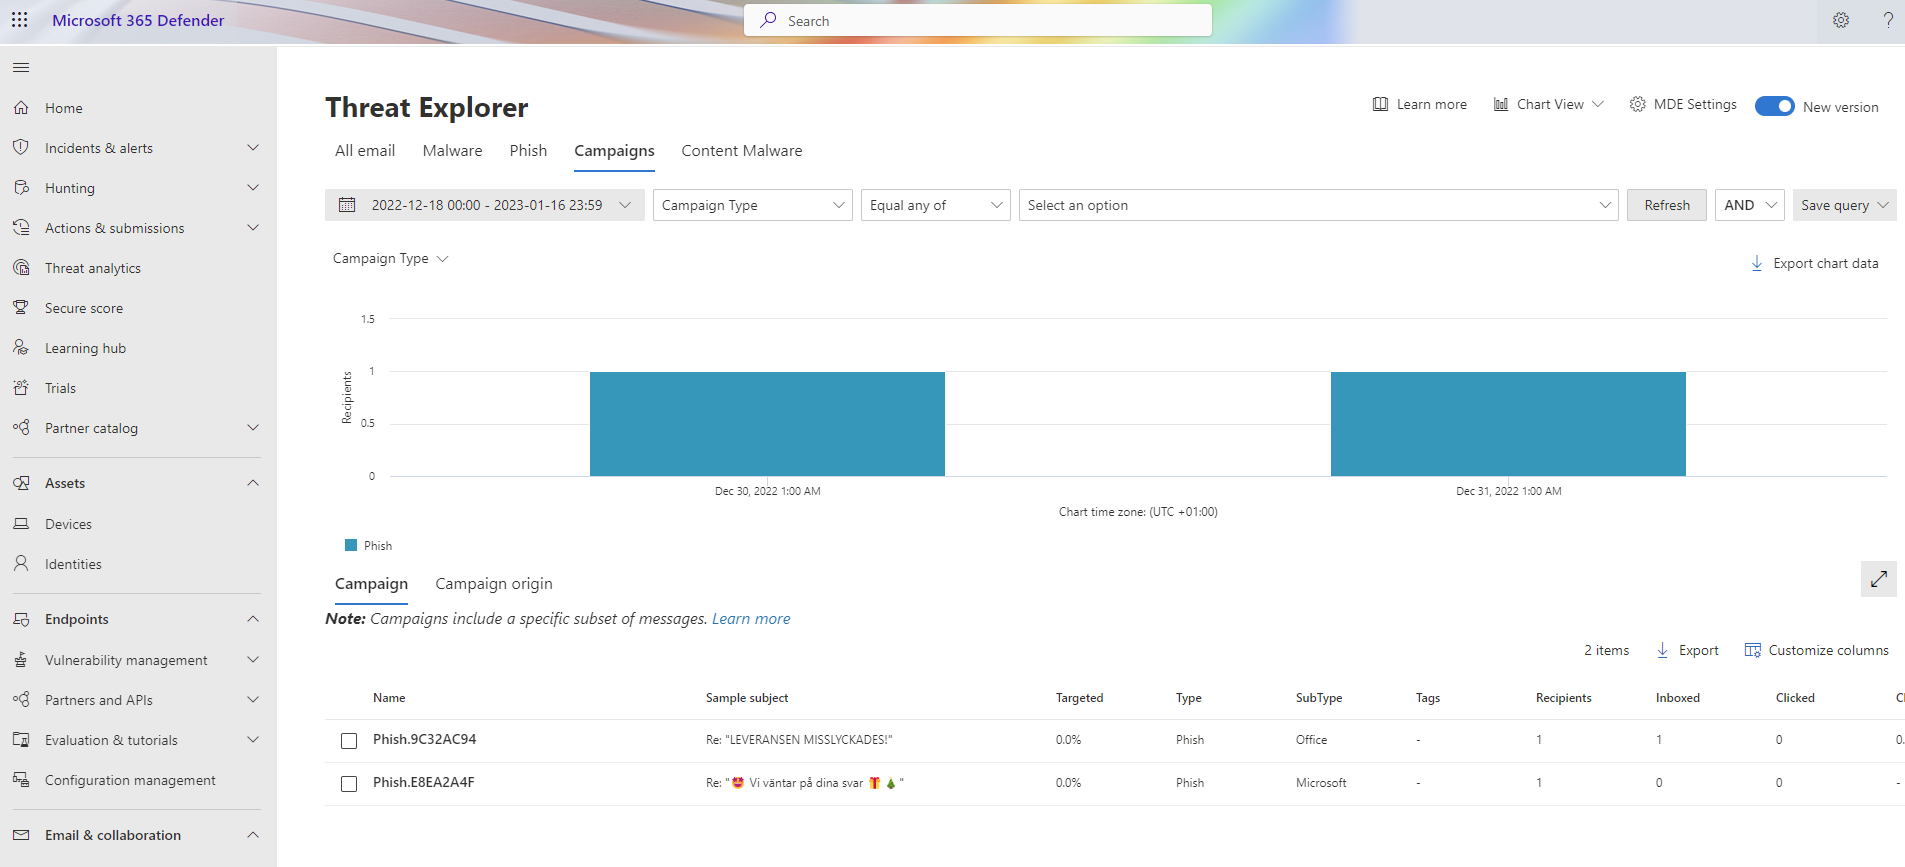 Microsoft 365 Defender
Search
?
Home
Incidents & alerts
Hunting
Actions & submissions
Threat analytics
Secure score
Learning hub
Trials
Partner catalog
Assets
Devices
Identities
Endpoints
Vulnerability management
Partners and APIs
Evaluation & tutorials
Configuration management
Email & collaboration
Threat Explorer
Learn more
Chart View
MDE Settings
New version
All email Malware Phish Campaigns Content Malware
2022-12-18 00:00 - 2023-01-16 23:59 Campaign Type Equal any of Select an option Refresh AND Save query
Campaign Type
Export chart data
Recipients
1.5
1
0.5
0
Dec 30, 2022 1:00 AM Dec 31, 2022 1:00 AM
Chart time zone: (UTC +01:00)
Phish
Campaign Campaign origin
Note: Campaigns include a specific subset of messages. Learn more
2 items Export Customize columns
Name Sample subject Targeted Type SubType Tags Recipients Inboxed Clicked Cl
Phish.9C32AC94 Re: "LEVERANSEN MISSLYCKADES!" 0.0% Phish Office - 1 1 0 0.
Phish.E8EA2A4F Re: "🤩 Vi väntar på dina svar 🎁🎄" 0.0% Phish Microsoft - 1 0 0 -